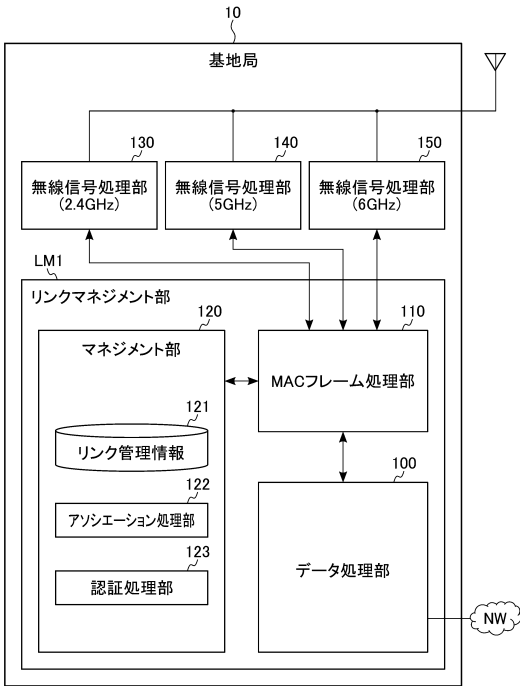 10
基地局
130
140
150
無線信号処理部
(2.4GHz)
無線信号処理部
(5GHz)
無線信号処理部
(6GHz)
LM1
リンクマネジメント部
120
マネジメント部
110
MACフレーム処理部
121
リンク管理情報
122
アソシエーション処理部
123
認証処理部
100
データ処理部
NW